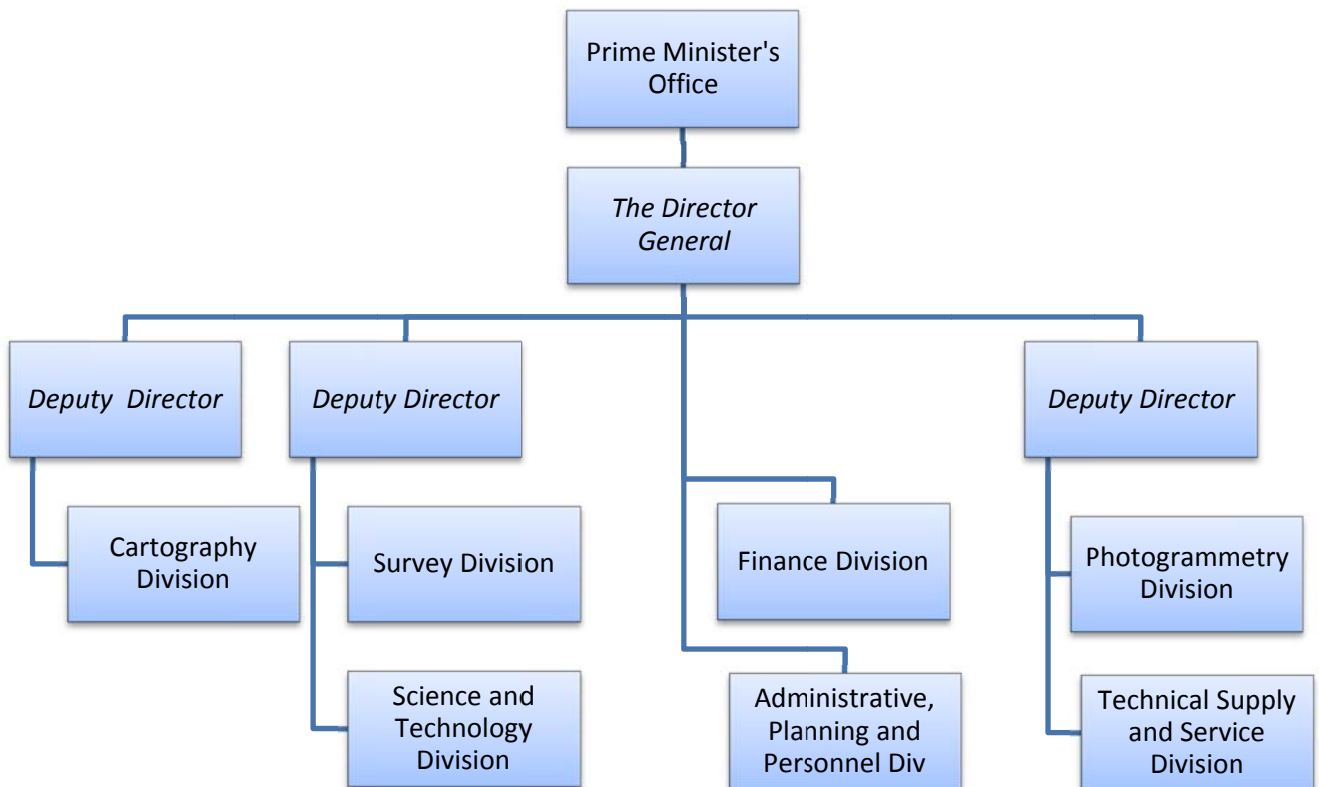 Prime Minister's
Office
The Director
General
Deputy  Director
Deputy Director
Deputy Director
Cartography
Division
Survey Division
Finance Division
Photogrammetry
Division
Science and
Technology
Division
Administrative,
Planning and
Personnel Div
Technical Supply
and Service
Division